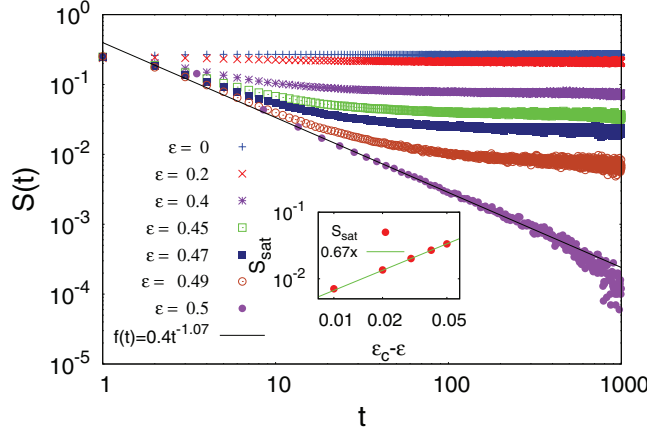 10^0
10^-1
10^-2
10^-3
10^-4
10^-5
S(t)
ε = 0
ε = 0.2
ε = 0.4
ε = 0.45
ε = 0.47
ε = 0.49
ε = 0.5
f(t)=0.4t^-1.07
10^-1
10^-2
S_sat
S_sat
0.67x
0.01 0.02 0.05
ε_c-ε
1 10 100 1000
t